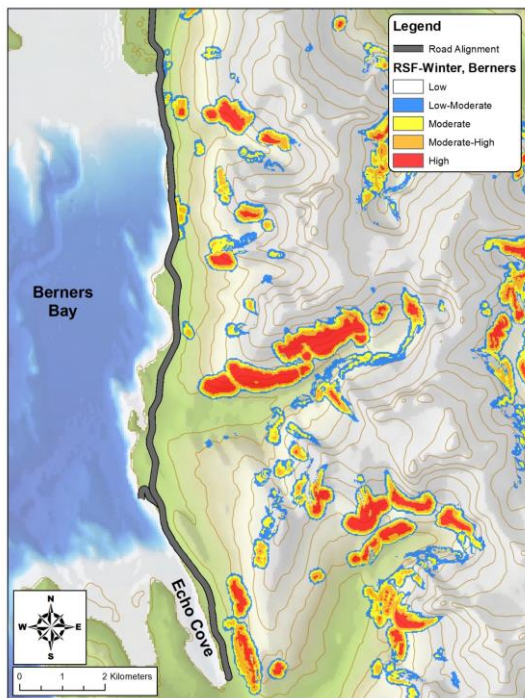 Legend
Road Alignment
RSF-Winter, Berners
Low
Low-Moderate
Moderate
Moderate-High
High
Berners
Bay
Echo Cove
N
W E
S
0 1 2 Kilometers